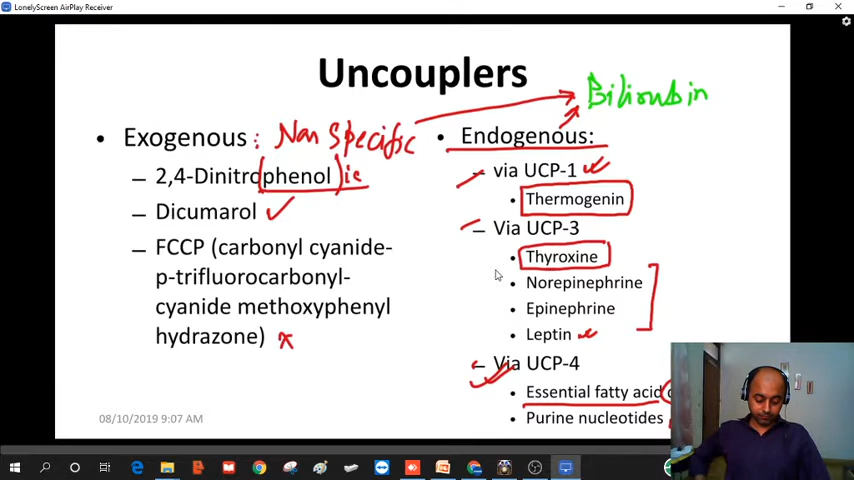 LonelyScreen AirPlay Receiver
Uncouplers
Bilirubin
• Exogenous : Non Specific
– 2,4-Dinitrophenol ic
– Dicumarol
– FCCP (carbonyl cyanide-
p-trifluorocarbonyl-
cyanide methoxyphenyl
hydrazone) x
• Endogenous:
– via UCP-1
• Thermogenin
– Via UCP-3
• Thyroxine
• Norepinephrine
• Epinephrine
• Leptin
– Via UCP-4
• Essential fatty acid
• Purine nucleotides
08/10/2019 9:07 AM